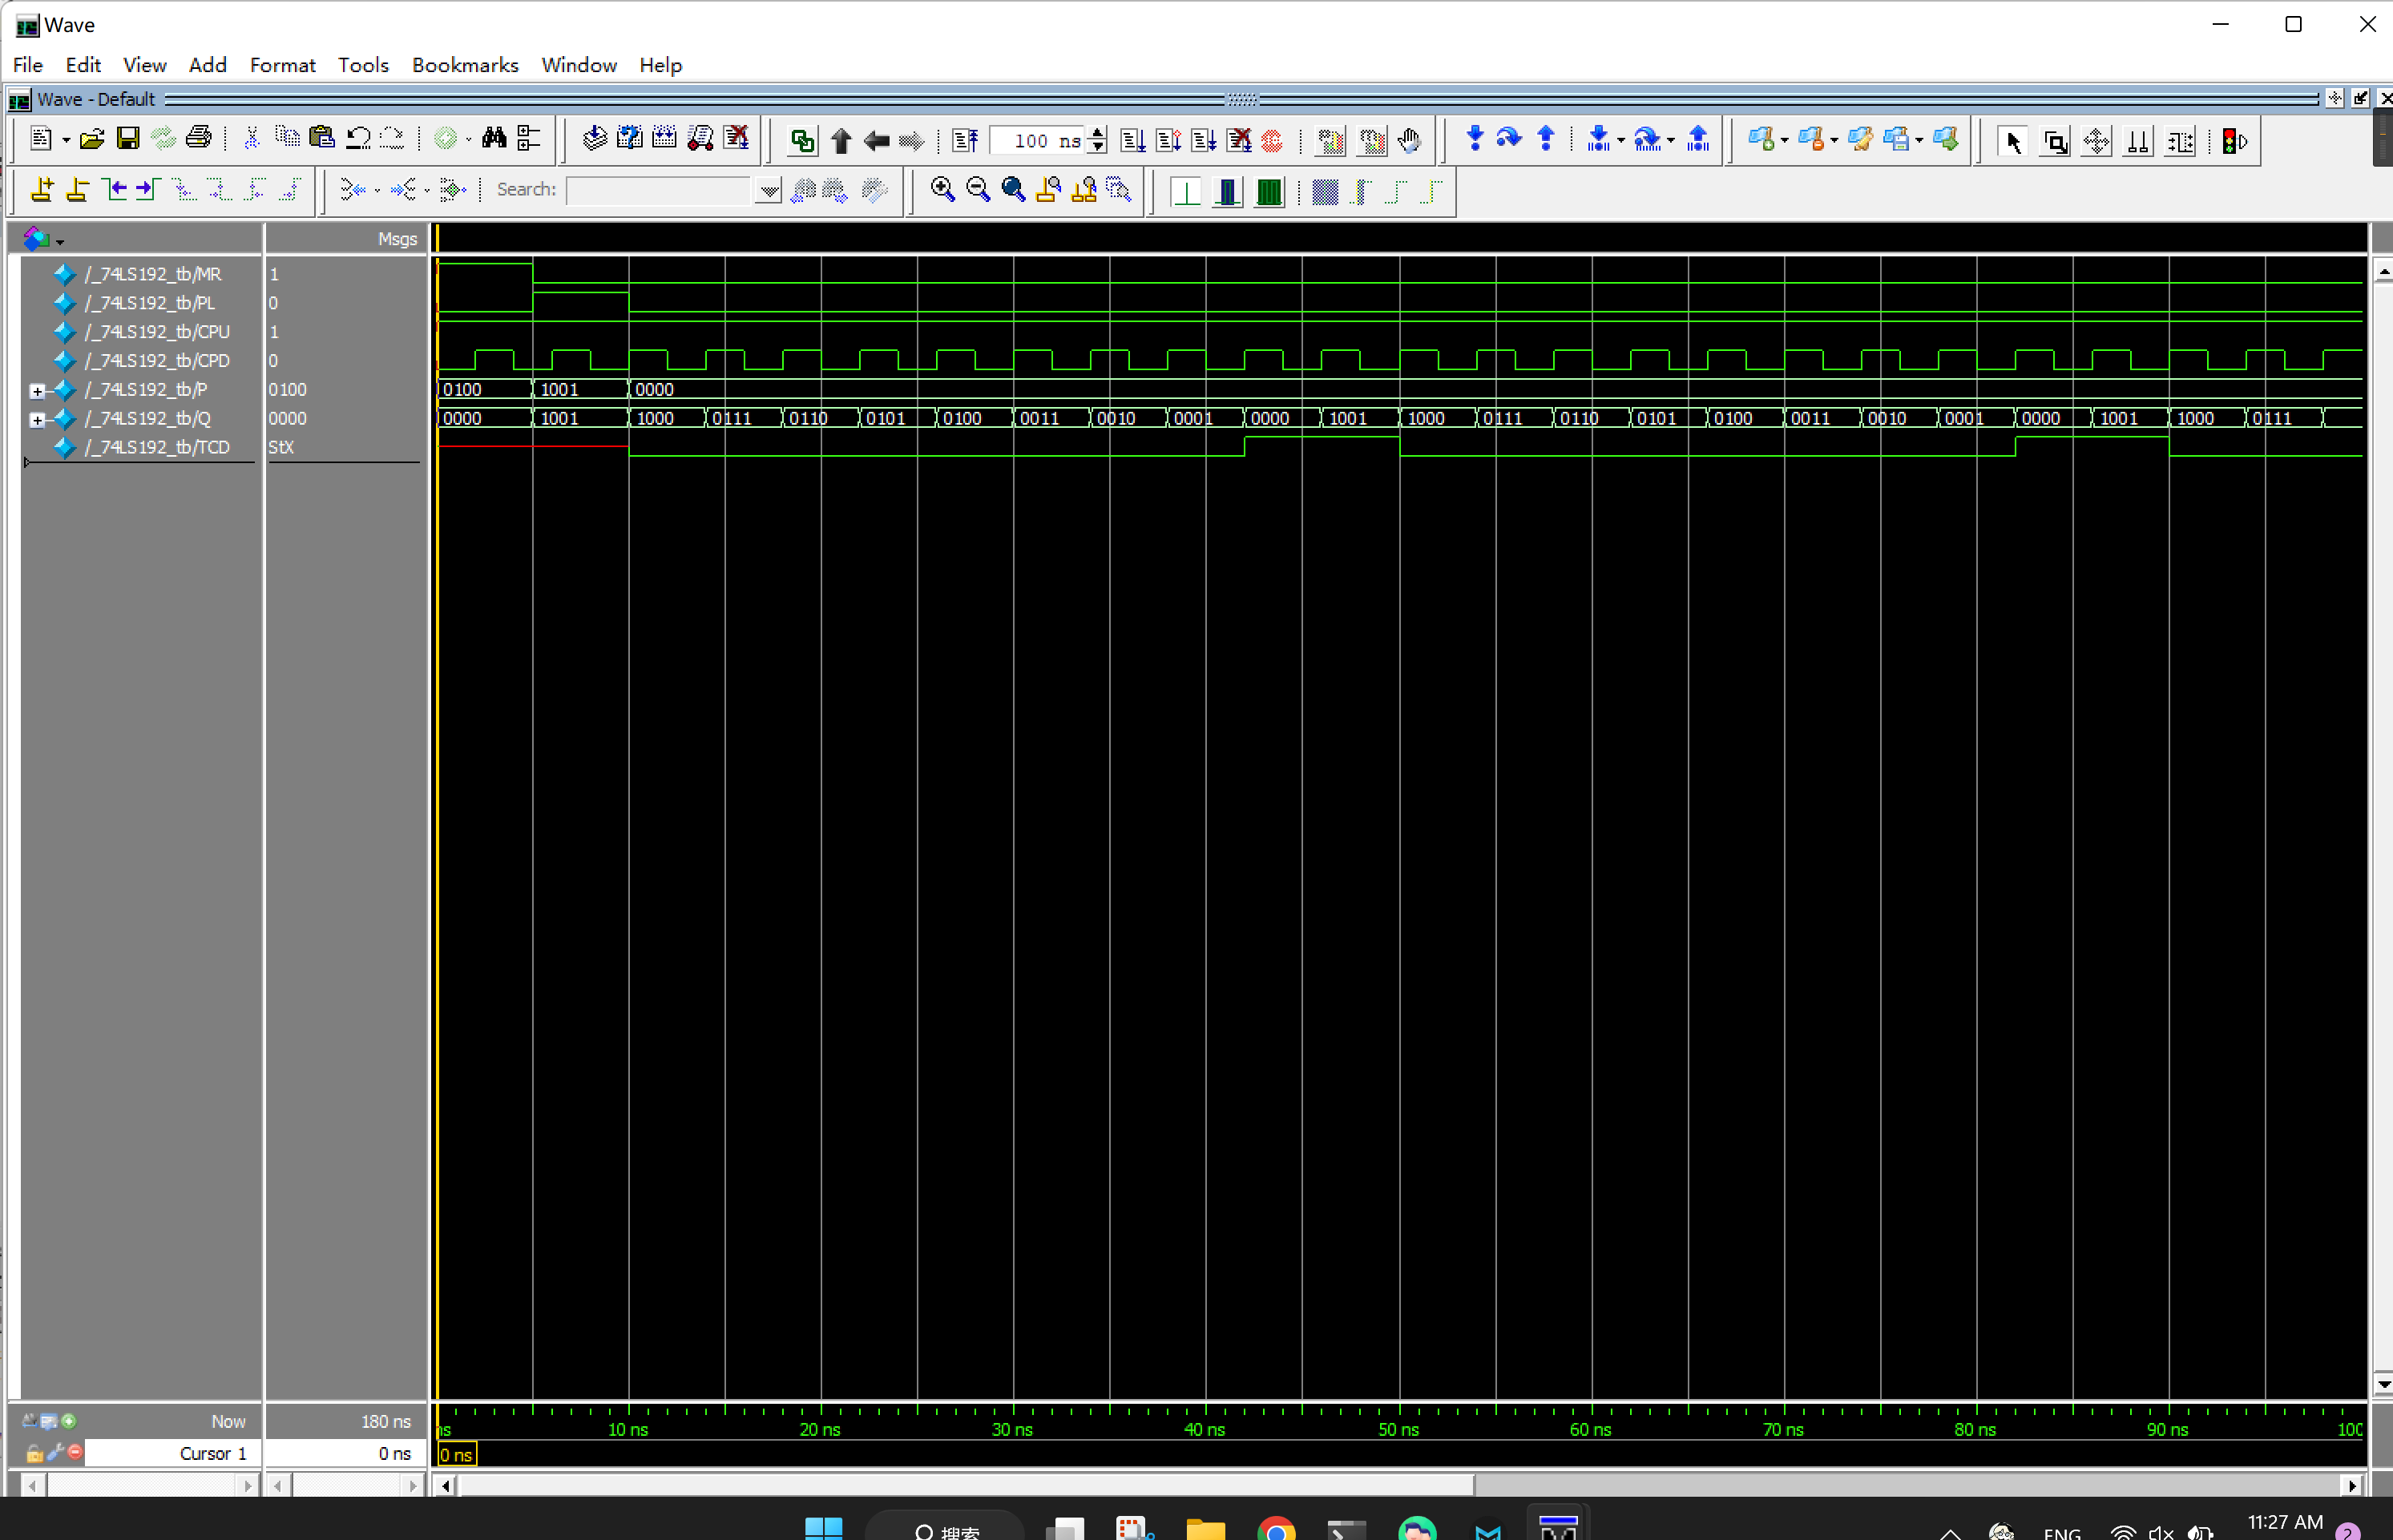 Wave
File Edit View Add Format Tools Bookmarks Window Help
Wave - Default
100 ns
Search:
Msgs
/_74LS192_tb/MR 1
/_74LS192_tb/PL 0
/_74LS192_tb/CPU 1
/_74LS192_tb/CPD 0
/_74LS192_tb/P 0100 0100 1001 0000
/_74LS192_tb/Q 0000 0000 1001 1000 0111 0110 0101 0100 0011 0010 0001 0000 1001 1000 0111 0110 0101 0100 0011 0010 0001 0000 1001 1000 0111
/_74LS192_tb/TCD StX
Now 180 ns ns 10 ns 20 ns 30 ns 40 ns 50 ns 60 ns 70 ns 80 ns 90 ns 100
Cursor 1 0 ns 0 ns
搜索 ENG 11:27 AM 2